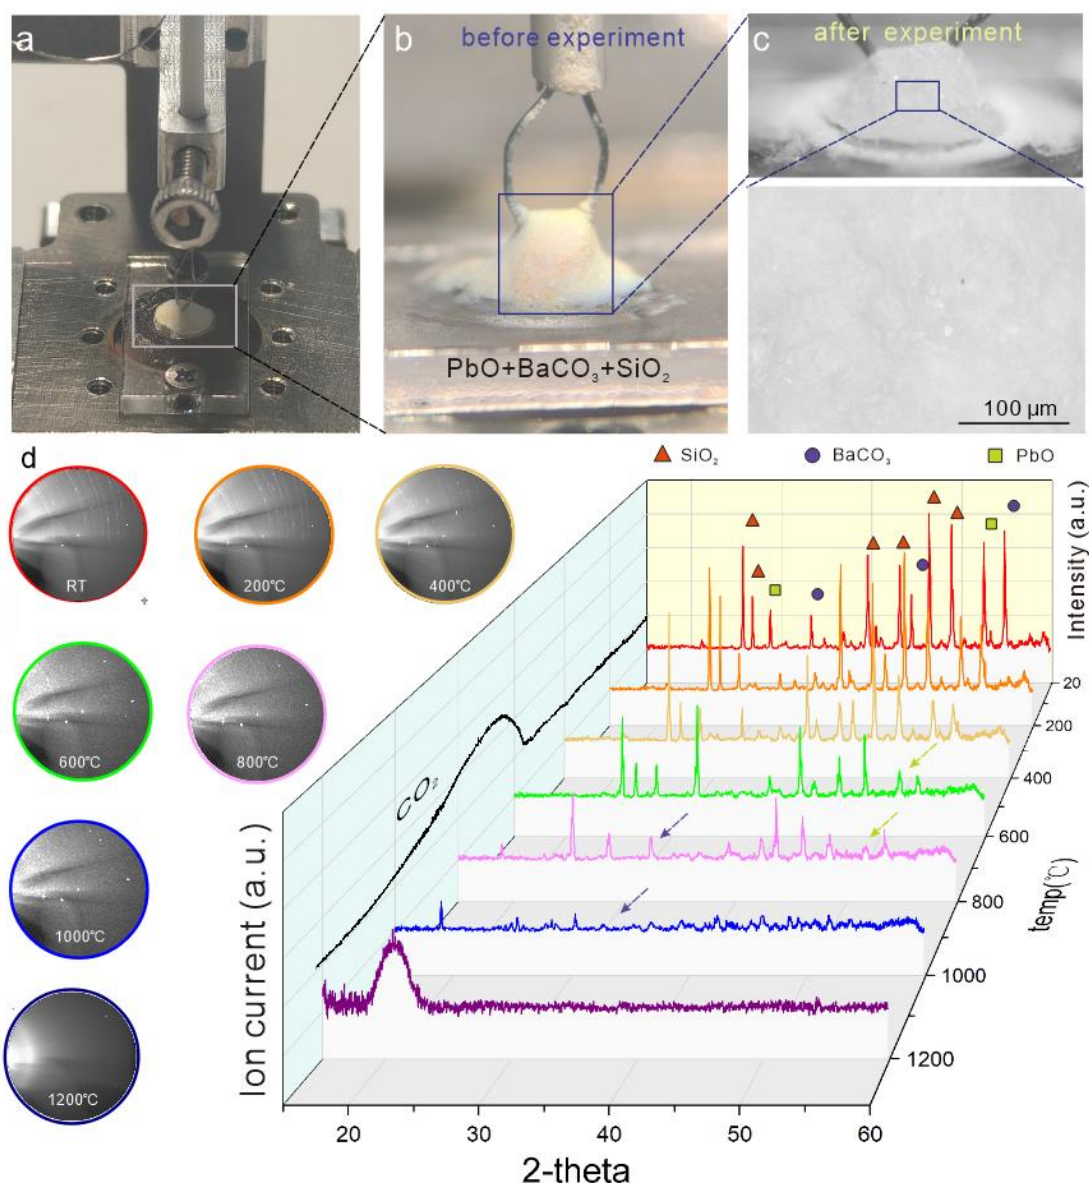 a
b
before experiment
c
after experiment
PbO+BaCO₃+SiO₂
100 μm
d
SiO₂
BaCO₃
PbO
RT
200℃
400℃
600℃
800℃
1000℃
1200℃
CO₂
Ion current (a.u.)
Intensity (a.u.)
20
200
400
600
800
1000
1200
temp(℃)
20
30
40
50
60
2-theta